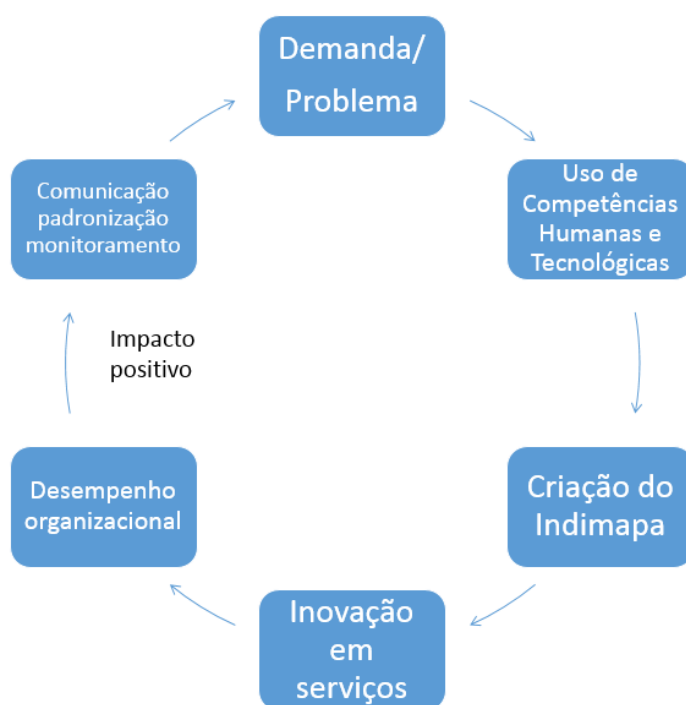 Demanda/
Problema
Uso de
Competências
Humanas e
Tecnológicas
Criação do
Indimapa
Inovação
em
serviços
Desempenho
organizacional
Impacto
positivo
Comunicação
padronização
monitoramento